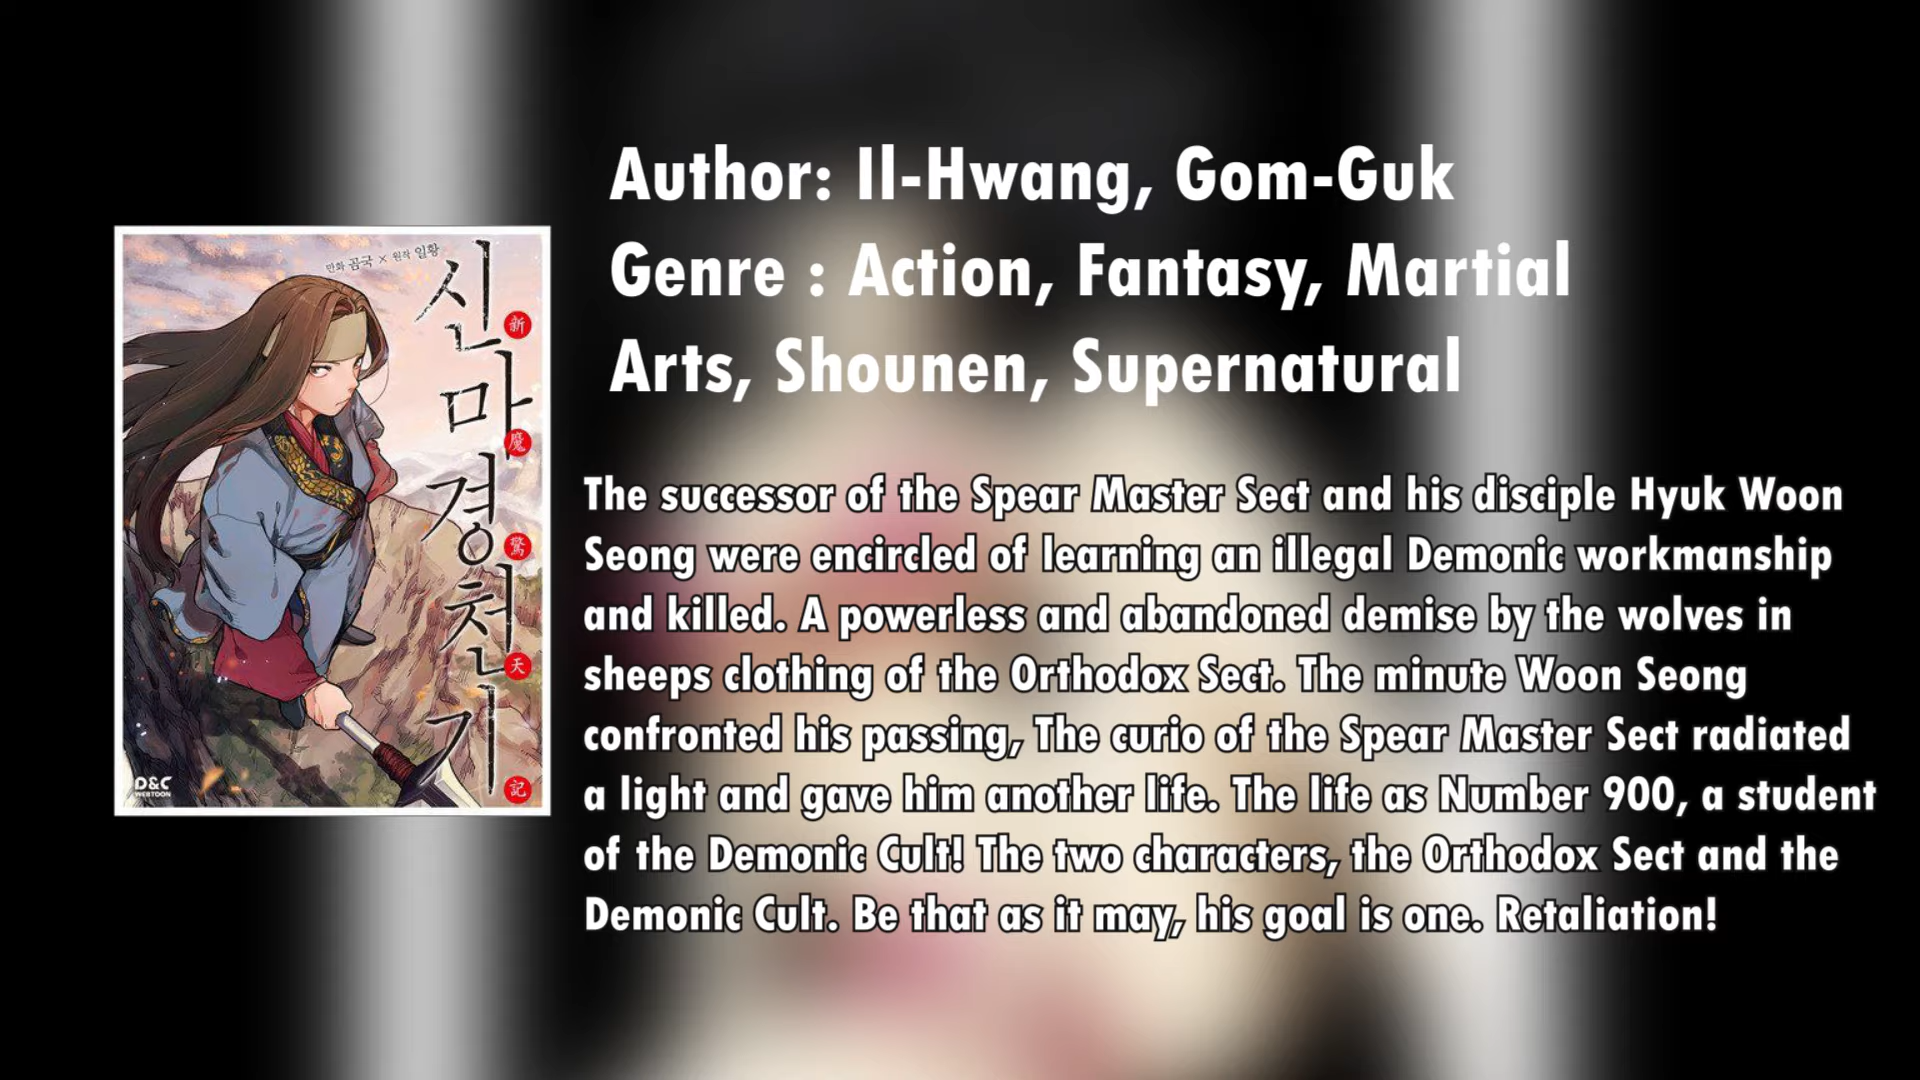 Author: Il-Hwang, Gom-Guk
Genre : Action, Fantasy, Martial
Arts, Shounen, Supernatural
만화 곰국 × 원작 일황
신마경천기
新
魔
驚
天
記
D&C
WEBTOON
The successor of the Spear Master Sect and his disciple Hyuk Woon
Seong were encircled of learning an illegal Demonic workmanship
and killed. A powerless and abandoned demise by the wolves in
sheeps clothing of the Orthodox Sect. The minute Woon Seong
confronted his passing, The curio of the Spear Master Sect radiated
a light and gave him another life. The life as Number 900, a student
of the Demonic Cult! The two characters, the Orthodox Sect and the
Demonic Cult. Be that as it may, his goal is one. Retaliation!